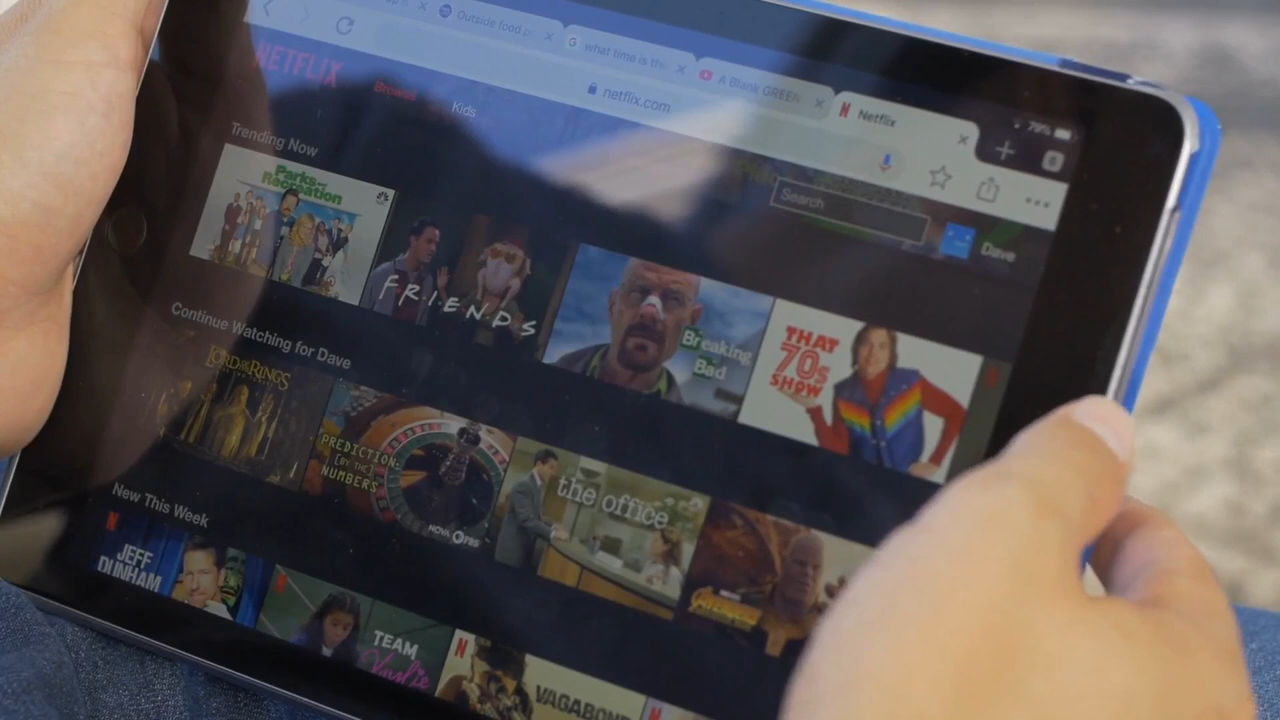 Outside food p
what time is the
A Blank GREEN
Netflix
netflix.com
79%
8
NETFLIX
Browse
Kids
Search
Dave
Trending Now
Parks and
Recreation
FRIENDS
Breaking
Bad
THAT
70s
SHOW
Continue Watching for Dave
LORD OF THE RINGS
PREDICTION
[BY THE]
NUMBERS
NOVA PBS
the office
AVENGERS
New This Week
N
JEFF
DUNHAM
TEAM
Kaylie
N
VAGABOND
N